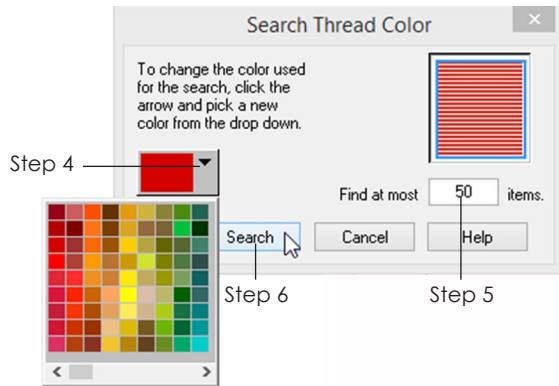 Search Thread Color
To change the color used
for the search, click the
arrow and pick a new
color from the drop down.
Step 4
Find at most 50 items.
Search Cancel Help
Step 6 Step 5